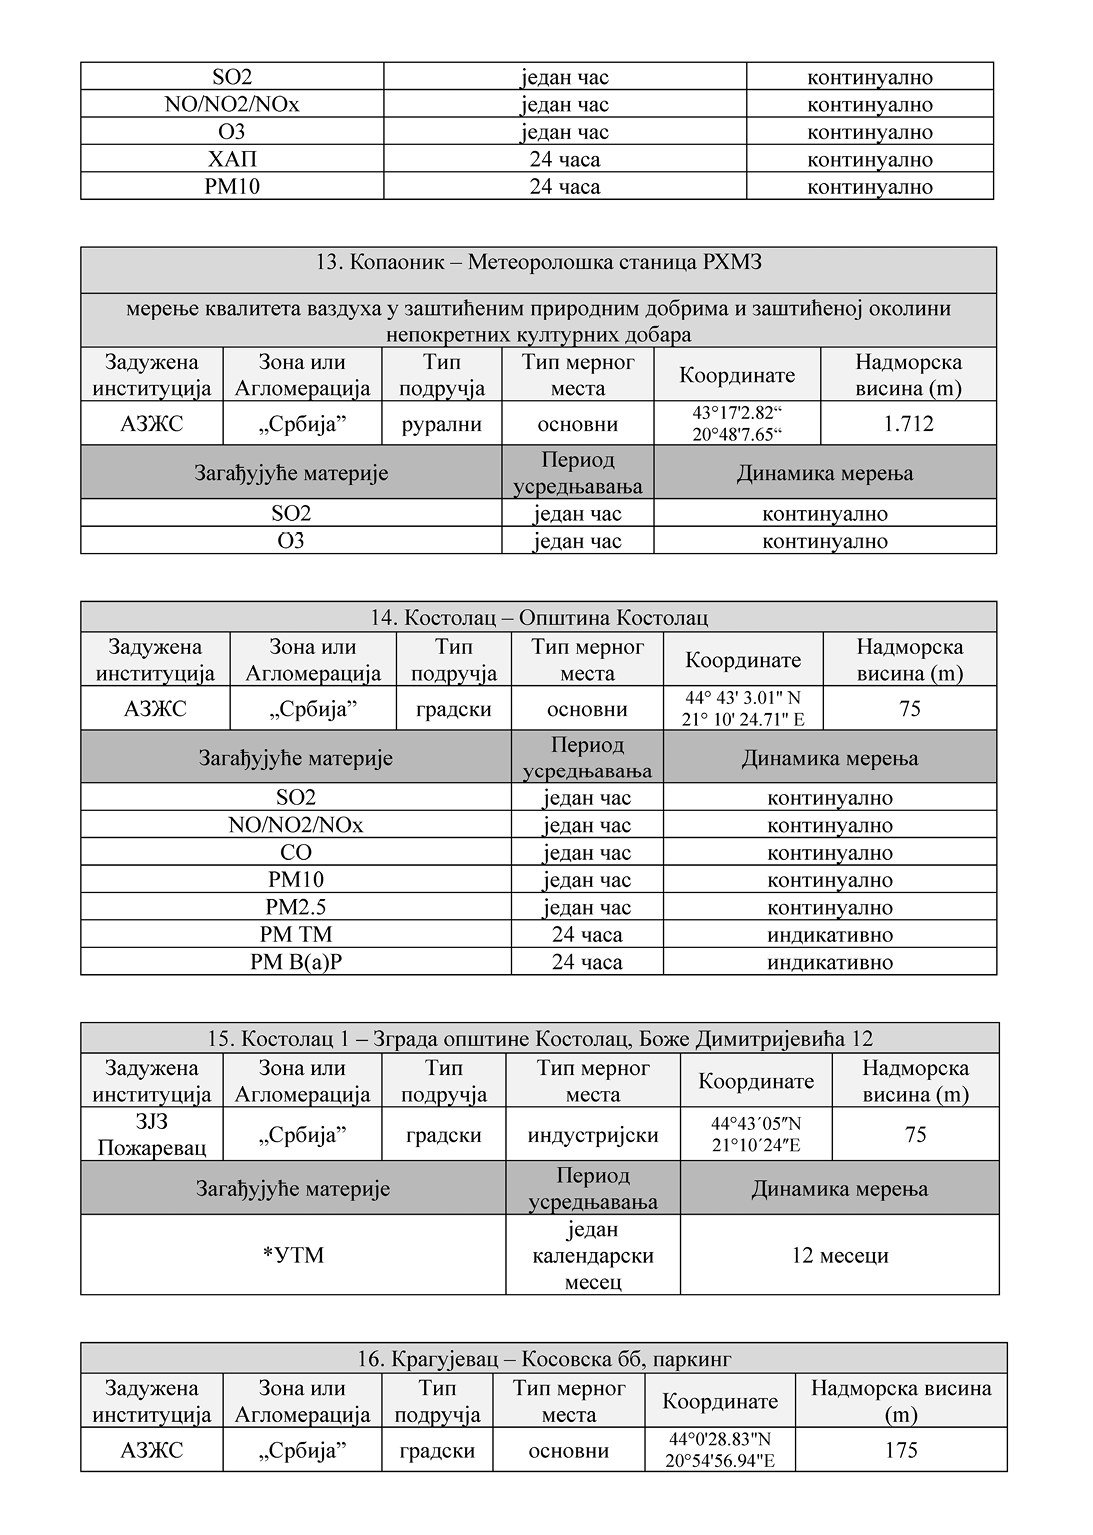 SO2 један час континуално
NO/NO2/NOx један час континуално
O3 један час континуално
ХАП 24 часа континуално
PM10 24 часа континуално
13. Копаоник – Метеоролошка станица РХМЗ
мерење квалитета ваздуха у заштићеним природним добрима и заштићеној околини
непокретних културних добара
Задужена Зона или Тип Тип мерног Координате Надморска
институција Агломерација подручја места висина (m)
АЗЖС „Србија” рурални основни 43°17'2.82“ 1.712
20°48'7.65“
Загађујуће материје Период Динамика мерења
усредњавања
SO2 један час континуално
O3 један час континуално
14. Костолац – Општина Костолац
Задужена Зона или Тип Тип мерног Координате Надморска
институција Агломерација подручја места висина (m)
АЗЖС „Србија” градски основни 44° 43' 3.01" N 75
21° 10' 24.71" E
Загађујуће материје Период Динамика мерења
усредњавања
SO2 један час континуално
NO/NO2/NOx један час континуално
CO један час континуално
PM10 један час континуално
PM2.5 један час континуално
PM TM 24 часа индикативно
PM B(a)P 24 часа индикативно
15. Костолац 1 – Зграда општине Костолац, Боже Димитријевића 12
Задужена Зона или Тип Тип мерног Координате Надморска
институција Агломерација подручја места висина (m)
ЗЈЗ „Србија” градски индустријски 44°43´05″N 75
Пожаревац 21°10´24″E
Загађујуће материје Период Динамика мерења
усредњавања
један
*УТМ календарски 12 месеци
месец
16. Крагујевац – Косовска бб, паркинг
Задужена Зона или Тип Тип мерног Координате Надморска висина
институција Агломерација подручја места (m)
АЗЖС „Србија” градски основни 44°0'28.83"N 175
20°54'56.94"E